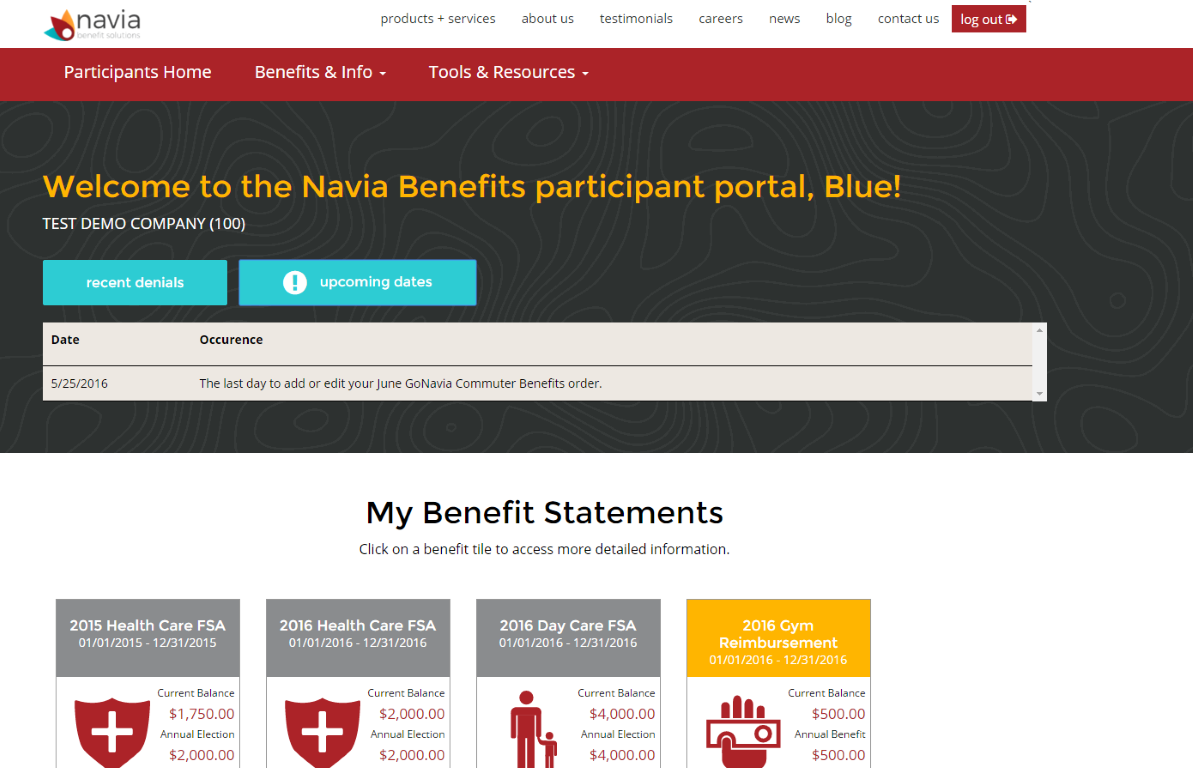 navia
benefit solutions
products + services about us testimonials careers news blog contact us log out
Participants Home Benefits & Info Tools & Resources
Welcome to the Navia Benefits participant portal, Blue!
TEST DEMO COMPANY (100)
recent denials ! upcoming dates
Date Occurence
5/25/2016 The last day to add or edit your June GoNavia Commuter Benefits order.
My Benefit Statements
Click on a benefit tile to access more detailed information.
2015 Health Care FSA
01/01/2015 - 12/31/2015
Current Balance
$1,750.00
Annual Election
$2,000.00
2016 Health Care FSA
01/01/2016 - 12/31/2016
Current Balance
$2,000.00
Annual Election
$2,000.00
2016 Day Care FSA
01/01/2016 - 12/31/2016
Current Balance
$4,000.00
Annual Election
$4,000.00
2016 Gym
Reimbursement
01/01/2016 - 12/31/2016
Current Balance
$500.00
Annual Benefit
$500.00